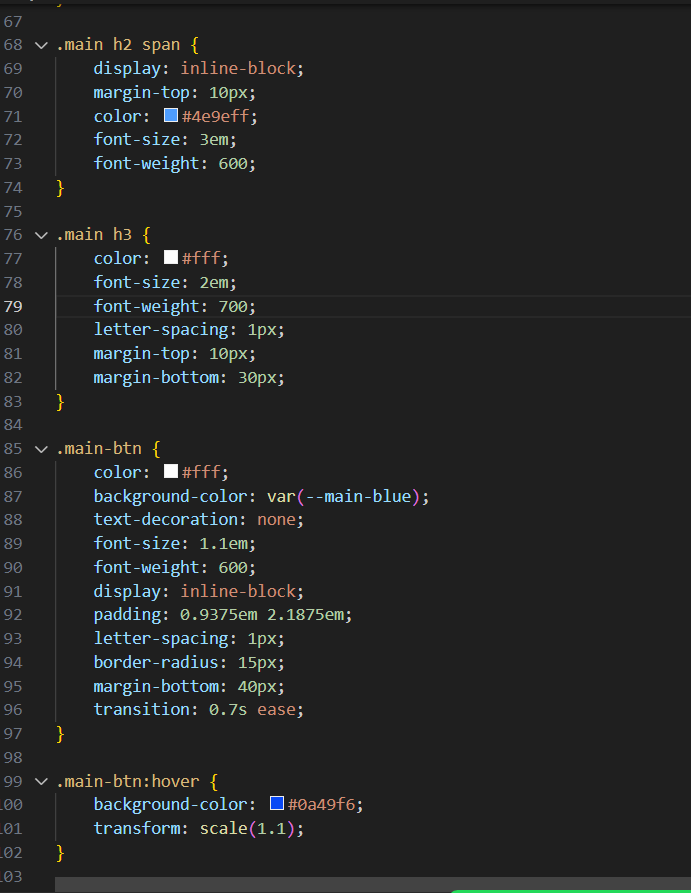 67
68 .main h2 span {
69 display: inline-block;
70 margin-top: 10px;
71 color: #4e9eff;
72 font-size: 3em;
73 font-weight: 600;
74 }
75
76 .main h3 {
77 color: #fff;
78 font-size: 2em;
79 font-weight: 700;
80 letter-spacing: 1px;
81 margin-top: 10px;
82 margin-bottom: 30px;
83 }
84
85 .main-btn {
86 color: #fff;
87 background-color: var(--main-blue);
88 text-decoration: none;
89 font-size: 1.1em;
90 font-weight: 600;
91 display: inline-block;
92 padding: 0.9375em 2.1875em;
93 letter-spacing: 1px;
94 border-radius: 15px;
95 margin-bottom: 40px;
96 transition: 0.7s ease;
97 }
98
99 .main-btn:hover {
100 background-color: #0a49f6;
101 transform: scale(1.1);
102 }
103